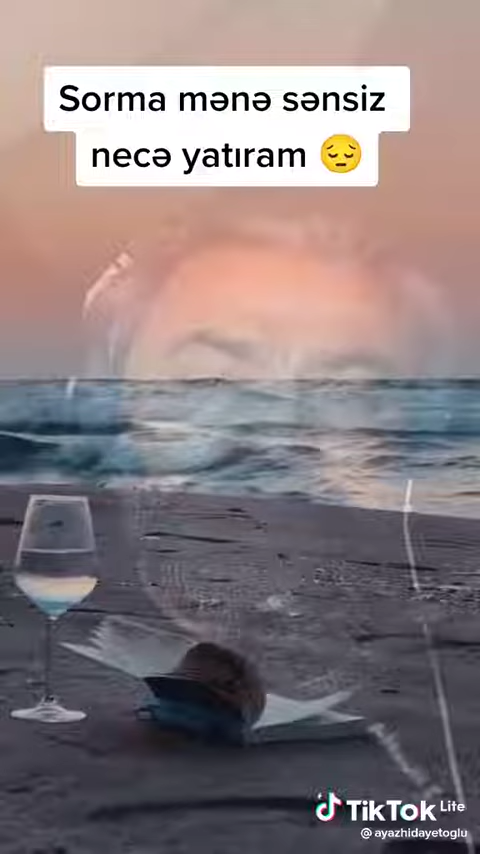 Sorma mənə sənsiz
necə yatıram 😔
TikTok Lite
@ayazhidayetoglu